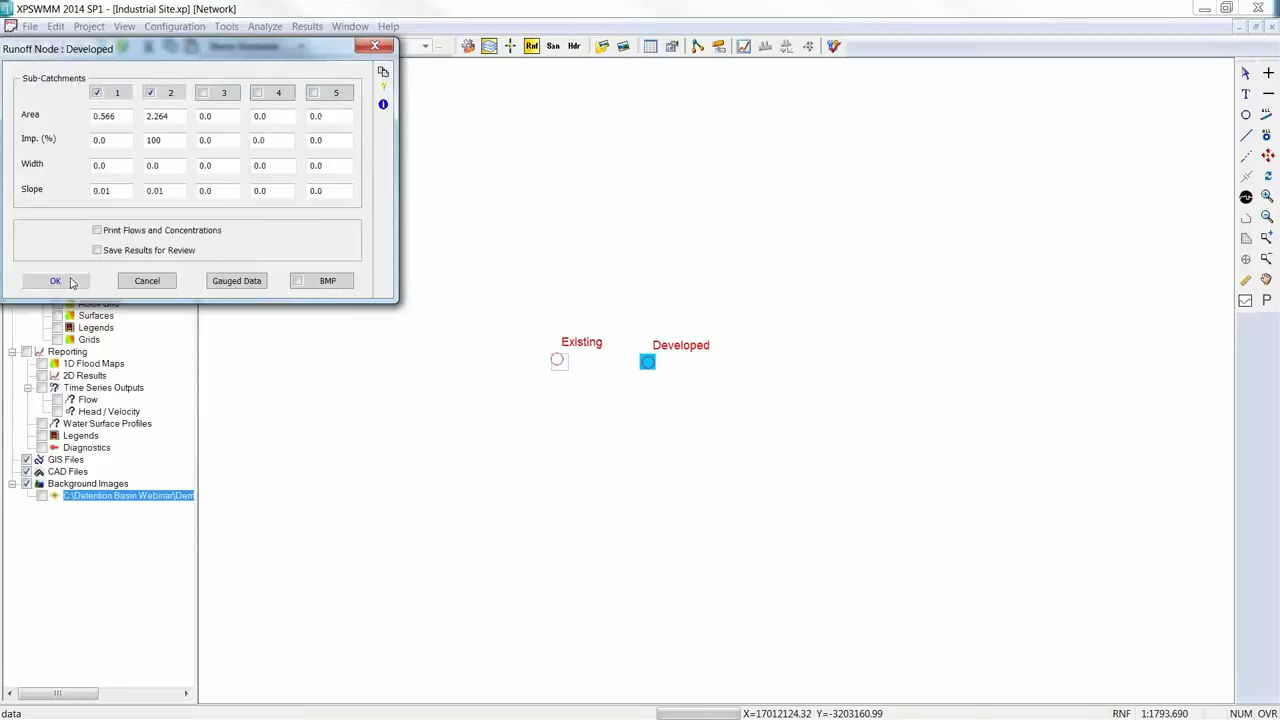 XPSWMM 2014 SP1 - [Industrial Site.xp] [Network]
File Edit Project View Configuration Tools Analyze Results Window Help
Runoff Node : Developed
Rnf San Hdr
Sub-Catchments
1 2 3 4 5
Area 0.566 2.264 0.0 0.0 0.0
Imp. (%) 0.0 100 0.0 0.0 0.0
Width 0.0 0.0 0.0 0.0 0.0
Slope 0.01 0.01 0.0 0.0 0.0
Print Flows and Concentrations
Save Results for Review
OK Cancel Gauged Data BMP
Surfaces
Legends
Grids
Reporting
1D Flood Maps
2D Results
Time Series Outputs
Flow
Head / Velocity
Water Surface Profiles
Legends
Diagnostics
GIS Files
CAD Files
Background Images
C:\Detention Basin Webinar\Dem
Existing
Developed
T
P
data
X=17012124.32 Y=-3203160.99
RNF
1:1793.690
NUM OVR